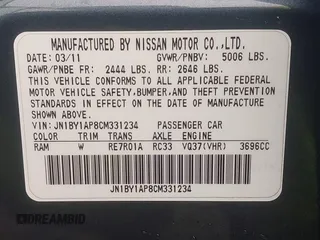 MANUFACTURED BY NISSAN MOTOR CO.,LTD.
DATE: 03/11 GVWR/PNBV: 5006 LBS.
GAWR/PNBE FR: 2444 LBS. RR: 2646 LBS.
THIS CAR CONFORMS TO ALL APPLICABLE FEDERAL
MOTOR VEHICLE SAFETY,BUMPER,AND THEFT PREVENTION
STANDARDS IN EFFECT ON THE DATE OF MANUFACTURE
SHOWN ABOVE.
VIN: JN1BY1AP8CM331234 PASSENGER CAR
COLOR TRIM TRANS AXLE ENGINE
RAM W RE7R01A RC33 VQ37(VHR) 3696CC
JN1BY1AP8CM331234
DREAMBID